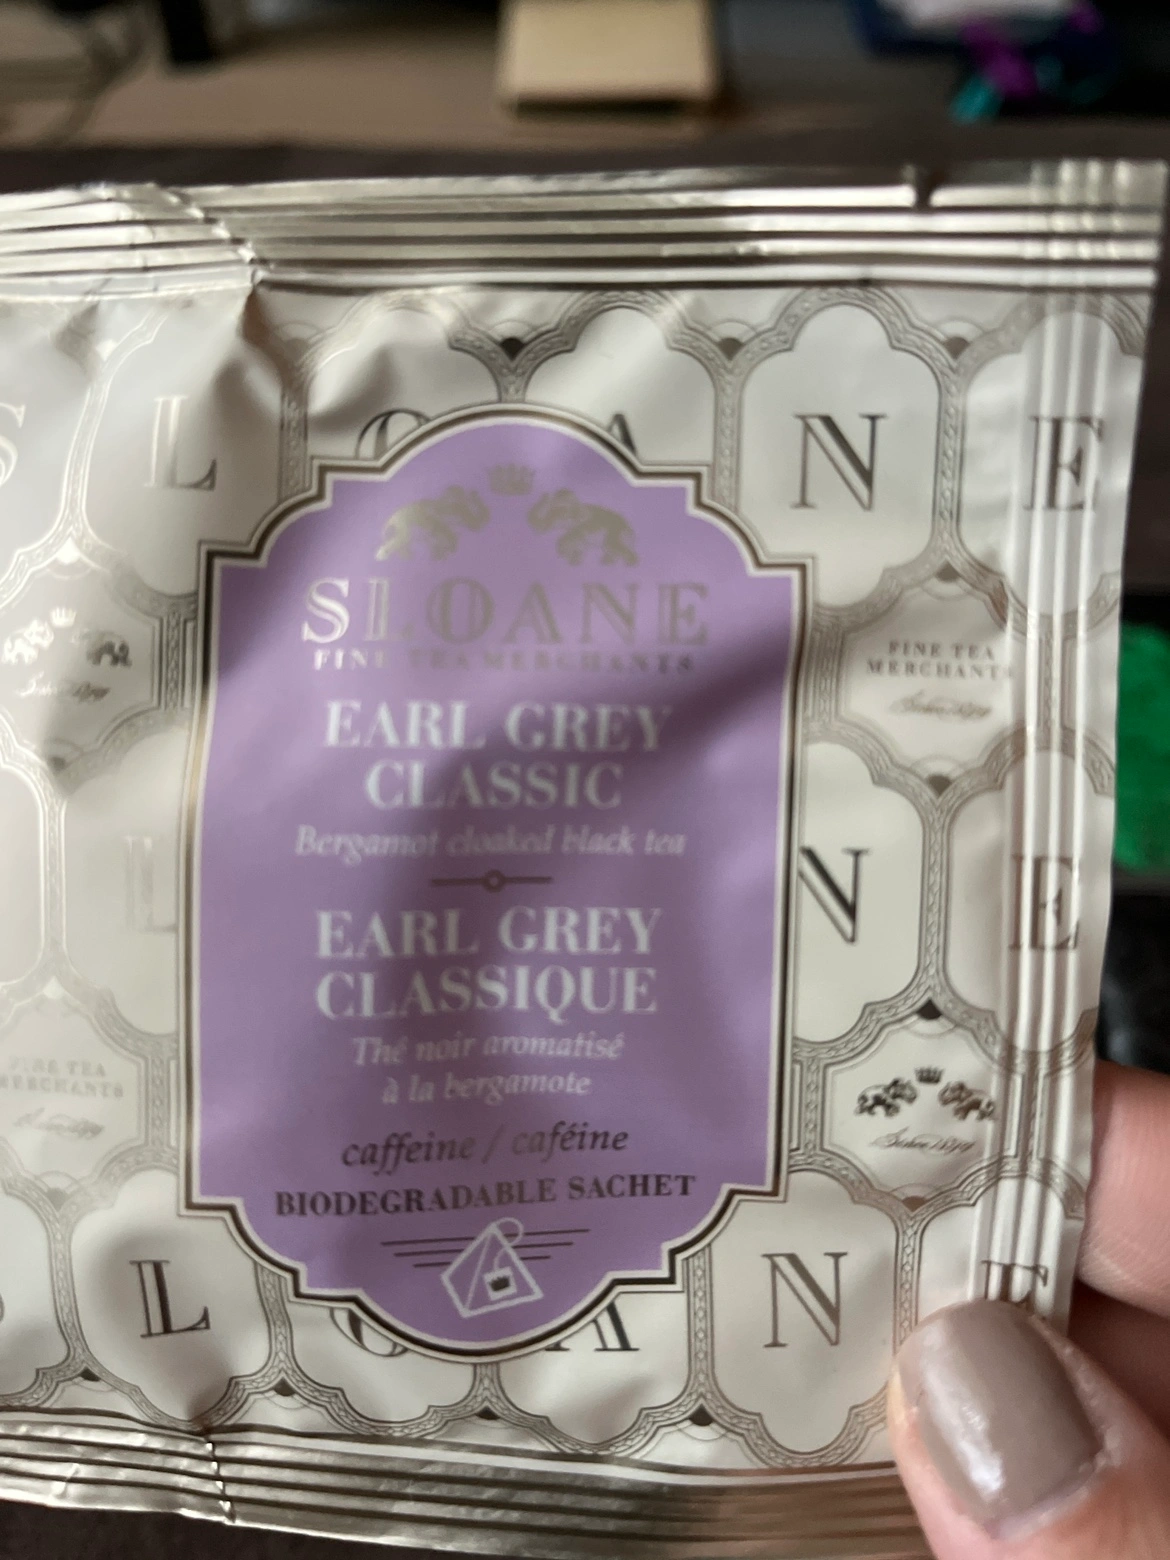 S L O A N E
SLOANE
FINE TEA MERCHANTS
EARL GREY
CLASSIC
Bergamot cloaked black tea
EARL GREY
CLASSIQUE
Thé noir aromatisé
à la bergamote
caffeine / caféine
BIODEGRADABLE SACHET
FINE TEA
MERCHANTS
L N E
FINE TEA
MERCHANTS
S L O A N E